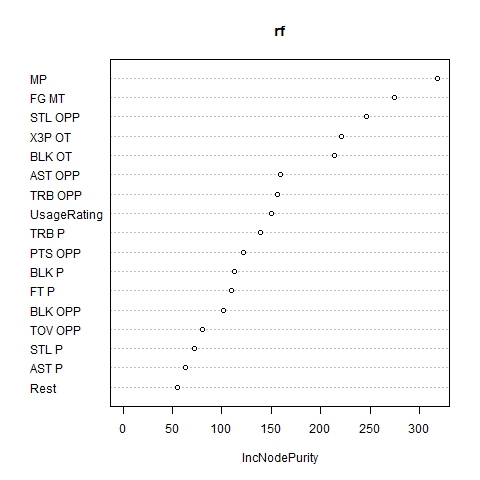 rf
MP
FG MT
STL OPP
X3P OT
BLK OT
AST OPP
TRB OPP
UsageRating
TRB P
PTS OPP
BLK P
FT P
BLK OPP
TOV OPP
STL P
AST P
Rest
0 50 100 150 200 250 300
IncNodePurity